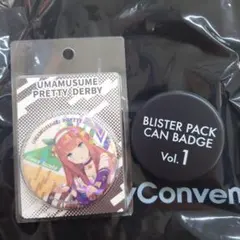 UMAMUSUME
PRETTY DERBY
BLISTER PACK
CAN BADGE
Vol. 1
yConven